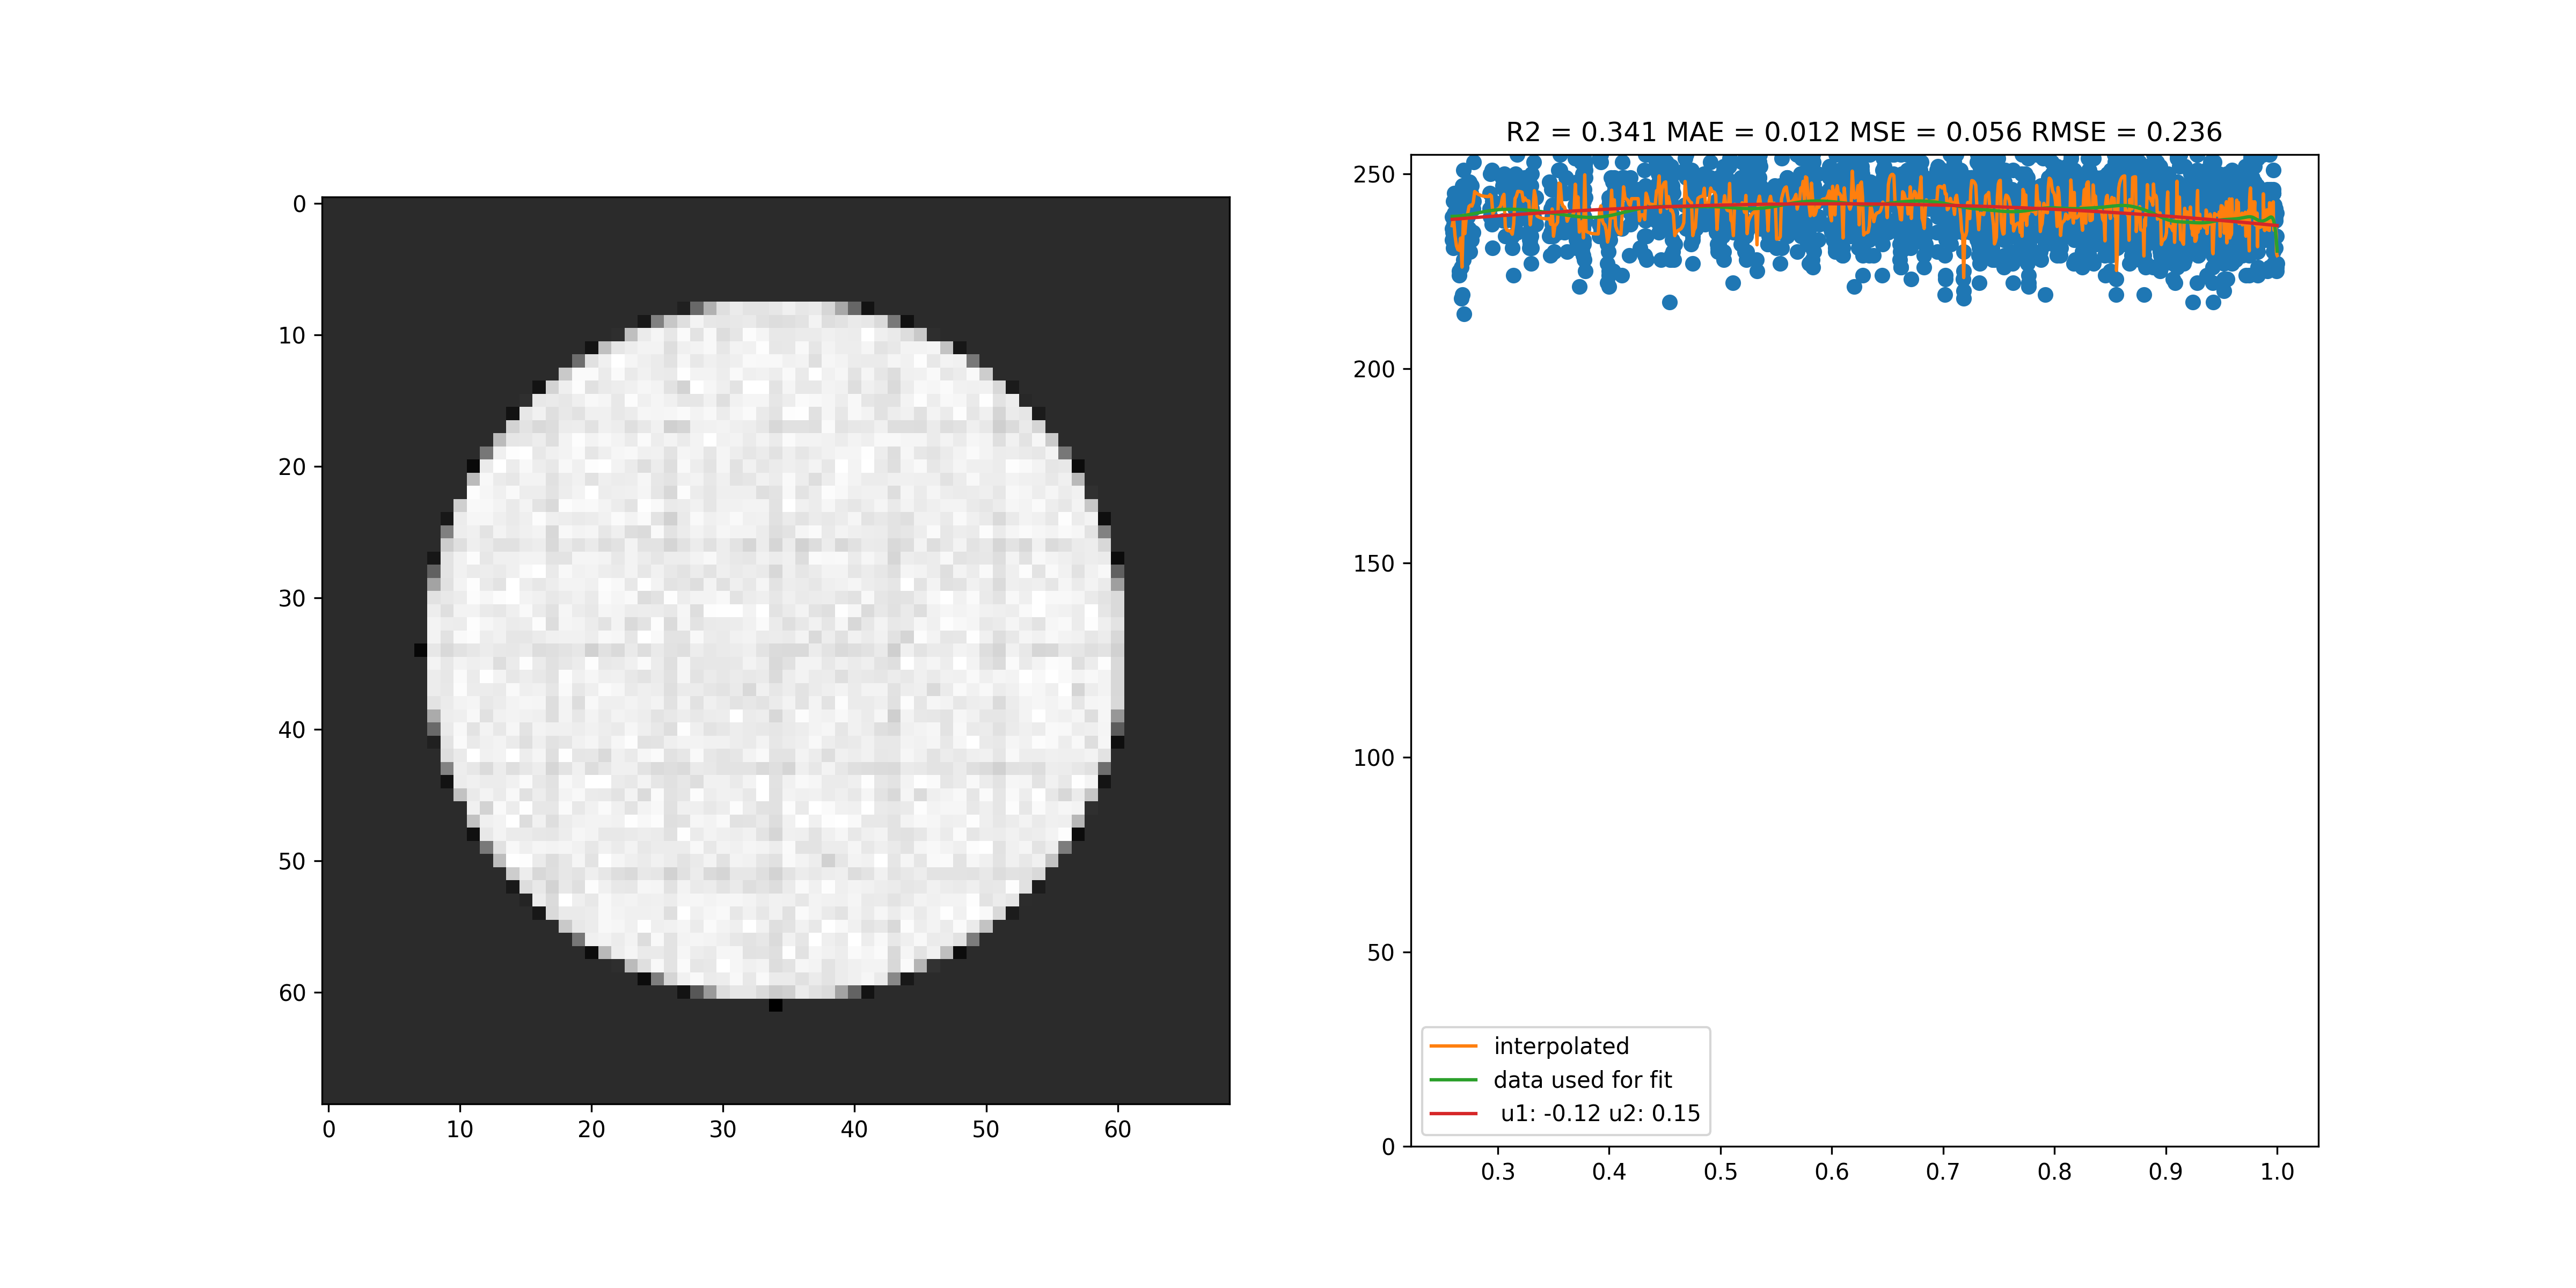 0
10
20
30
40
50
60
0 10 20 30 40 50 60
R2 = 0.341 MAE = 0.012 MSE = 0.056 RMSE = 0.236
250
200
150
100
50
0
interpolated
data used for fit
u1: -0.12 u2: 0.15
0.3 0.4 0.5 0.6 0.7 0.8 0.9 1.0